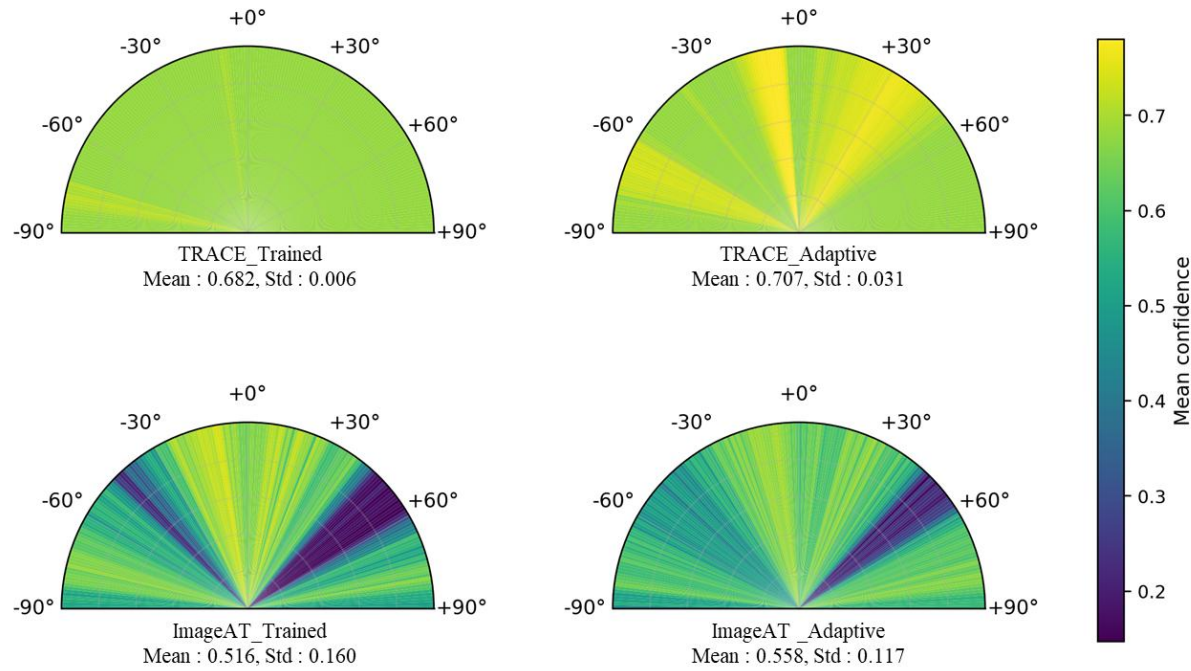 +0°
-30° +30°
-60° +60°
-90° +90°
TRACE_Trained
Mean : 0.682, Std : 0.006
+0°
-30° +30°
-60° +60°
-90° +90°
TRACE_Adaptive
Mean : 0.707, Std : 0.031
+0°
-30° +30°
-60° +60°
-90° +90°
ImageAT_Trained
Mean : 0.516, Std : 0.160
+0°
-30° +30°
-60° +60°
-90° +90°
ImageAT _Adaptive
Mean : 0.558, Std : 0.117
0.7
0.6
0.5
0.4
0.3
0.2
Mean confidence